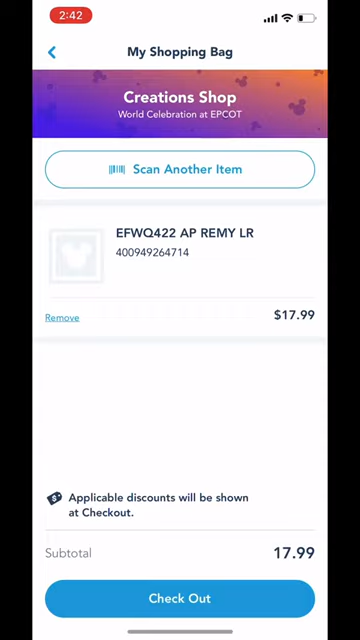 2:42
My Shopping Bag
Creations Shop
World Celebration at EPCOT
Scan Another Item
EFWQ422 AP REMY LR
400949264714
Remove
$17.99
Applicable discounts will be shown
at Checkout.
Subtotal
17.99
Check Out